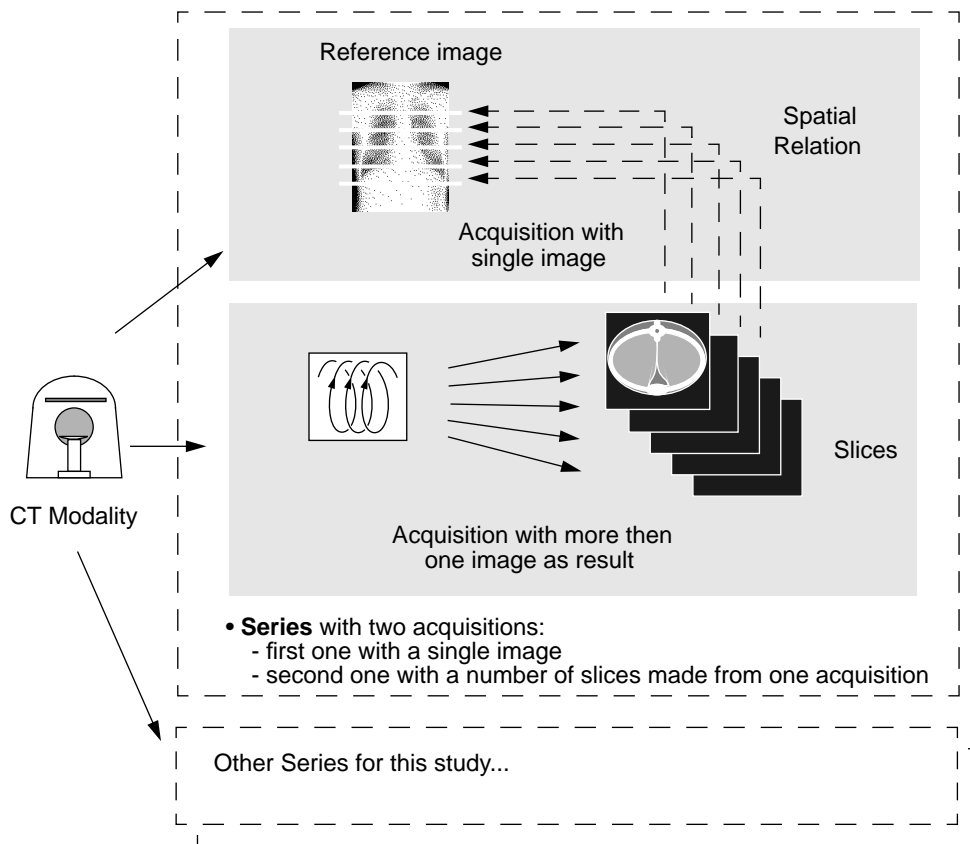 Reference image
Spatial
Relation
Acquisition with
single image
Slices
CT Modality
Acquisition with more then
one image as result
• Series with two acquisitions:
- first one with a single image
- second one with a number of slices made from one acquisition
Other Series for this study...